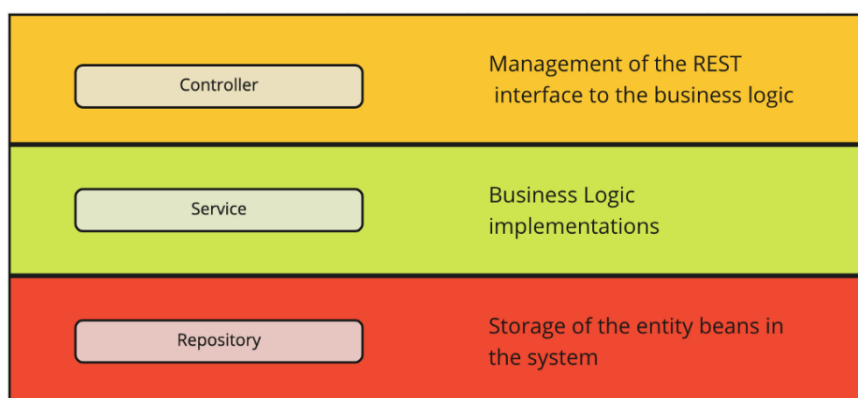 Controller
Management of the REST
interface to the business logic
Service
Business Logic
implementations
Repository
Storage of the entity beans in
the system